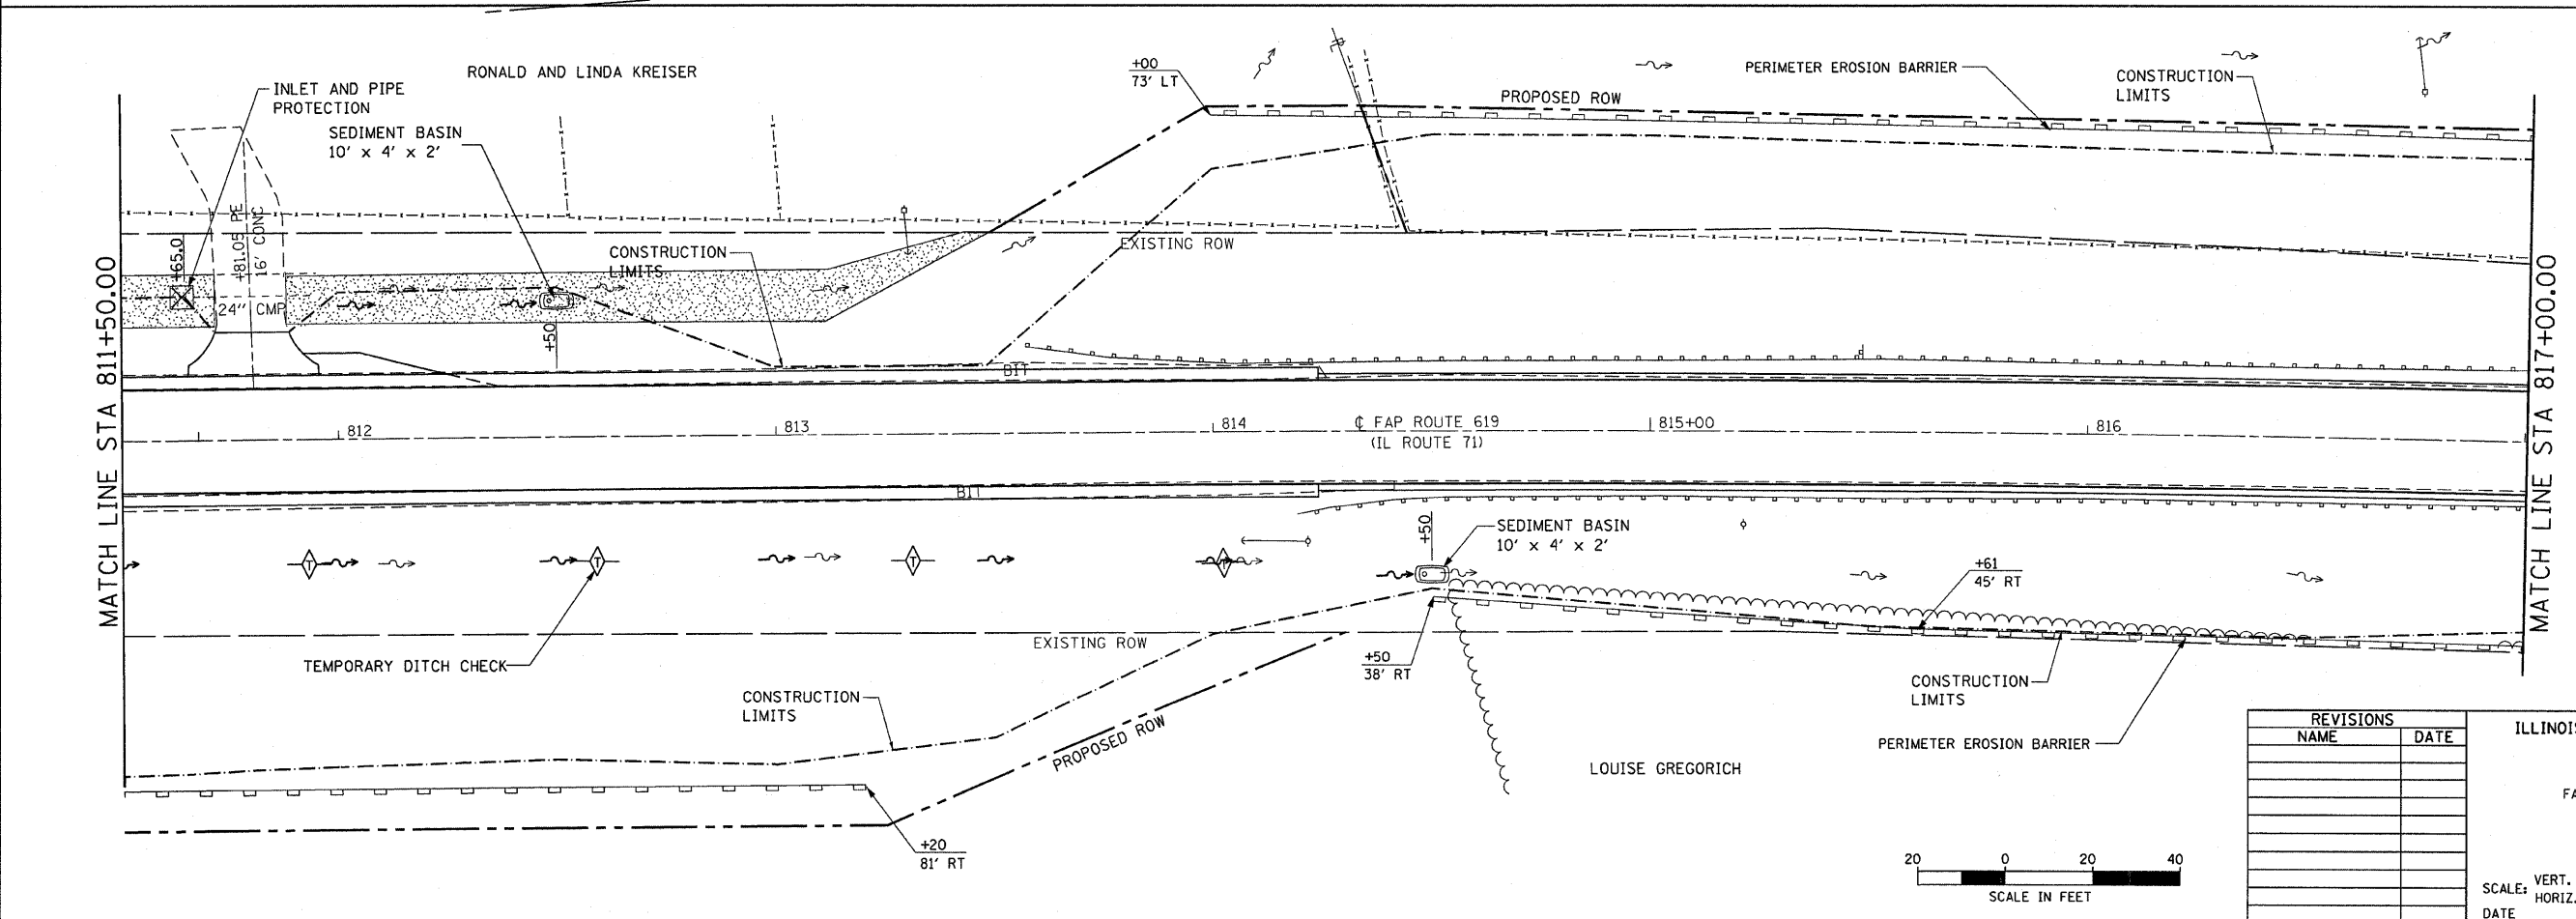 RONALD AND LINDA KREISER
INLET AND PIPE
PROTECTION
SEDIMENT BASIN
10' x 4' x 2'
+00
73' LT
PERIMETER EROSION BARRIER
CONSTRUCTION
LIMITS
PROPOSED ROW
+65.0
+81.05 PE
16' CONC
24" CMP
CONSTRUCTION
LIMITS
EXISTING ROW
+50
BIT
MATCH LINE STA 811+50.00
MATCH LINE STA 817+00.00
812
813
814
℄ FAP ROUTE 619
(IL ROUTE 71)
815+00
816
BIT
T
T
T
T
+50
SEDIMENT BASIN
10' x 4' x 2'
+61
45' RT
EXISTING ROW
TEMPORARY DITCH CHECK
+50
38' RT
CONSTRUCTION
LIMITS
CONSTRUCTION
LIMITS
PROPOSED ROW
PERIMETER EROSION BARRIER
LOUISE GREGORICH
+20
81' RT
20 0 20 40
SCALE IN FEET
REVISIONS
NAME DATE
ILLINOIS
FA
SCALE: VERT.
HORIZ.
DATE